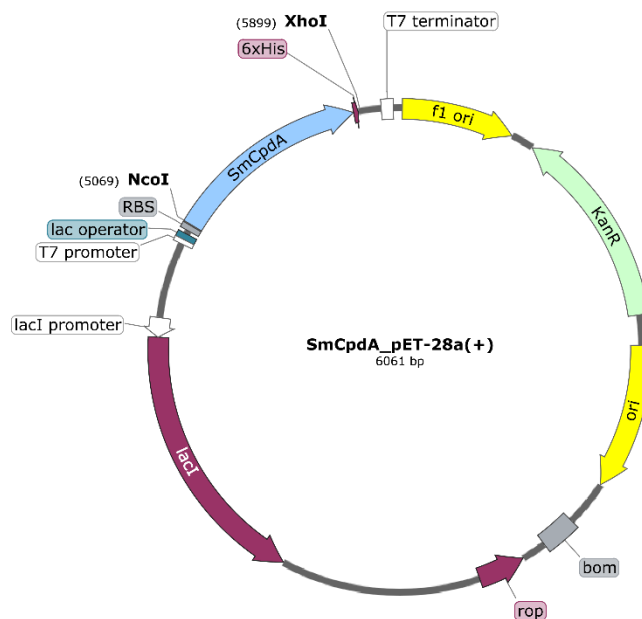 (5899) XhoI
T7 terminator
6xHis
f1 ori
SmCpdA
(5069) NcoI
RBS
KanR
lac operator
T7 promoter
lacI promoter
SmCpdA_pET-28a(+)
6061 bp
ori
lacI
bom
rop